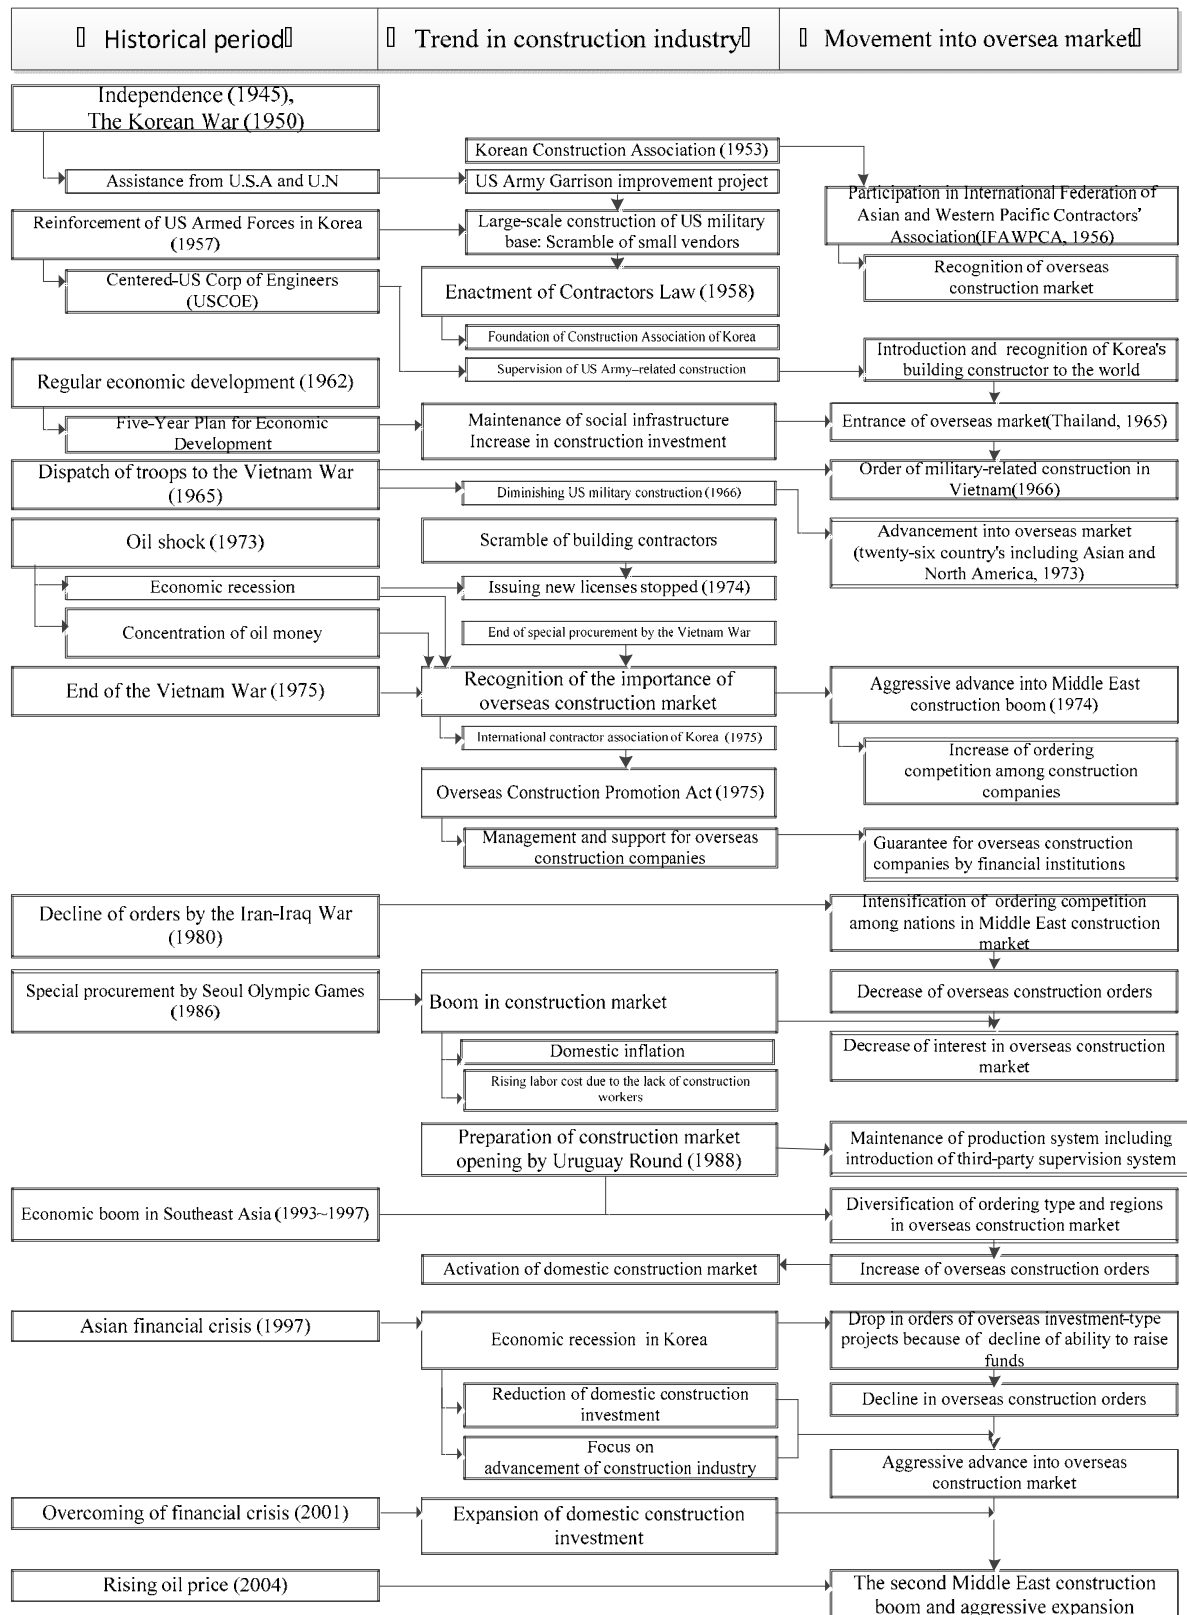 Historical period
Trend in construction industry
Movement into oversea market
Independence (1945),
The Korean War (1950)
Korean Construction Association (1953)
Assistance from U.S.A and U.N
US Army Garrison improvement project
Participation in International Federation of
Asian and Western Pacific Contractors'
Association(IFAWPCA, 1956)
Reinforcement of US Armed Forces in Korea
(1957)
Large-scale construction of US military
base: Scramble of small vendors
Recognition of overseas
construction market
Centered-US Corp of Engineers
(USCOE)
Enactment of Contractors Law (1958)
Foundation of Construction Association of Korea
Introduction and recognition of Korea's
building constructor to the world
Supervision of US Army–related construction
Regular economic development (1962)
Five-Year Plan for Economic
Development
Maintenance of social infrastructure
Increase in construction investment
Entrance of overseas market(Thailand, 1965)
Dispatch of troops to the Vietnam War
(1965)
Order of military-related construction in
Vietnam(1966)
Diminishing US military construction (1966)
Oil shock (1973)
Scramble of building contractors
Advancement into overseas market
(twenty-six country's including Asian and
North America, 1973)
Economic recession
Issuing new licenses stopped (1974)
Concentration of oil money
End of special procurement by the Vietnam War
End of the Vietnam War (1975)
Recognition of the importance of
overseas construction market
Aggressive advance into Middle East
construction boom (1974)
International contractor association of Korea (1975)
Increase of ordering
competition among construction
companies
Overseas Construction Promotion Act (1975)
Management and support for overseas
construction companies
Guarantee for overseas construction
companies by financial institutions
Decline of orders by the Iran-Iraq War
(1980)
Intensification of ordering competition
among nations in Middle East construction
market
Special procurement by Seoul Olympic Games
(1986)
Boom in construction market
Decrease of overseas construction orders
Domestic inflation
Decrease of interest in overseas construction
market
Rising labor cost due to the lack of construction
workers
Preparation of construction market
opening by Uruguay Round (1988)
Maintenance of production system including
introduction of third-party supervision system
Economic boom in Southeast Asia (1993~1997)
Diversification of ordering type and regions
in overseas construction market
Activation of domestic construction market
Increase of overseas construction orders
Asian financial crisis (1997)
Economic recession in Korea
Drop in orders of overseas investment-type
projects because of decline of ability to raise
funds
Reduction of domestic construction
investment
Decline in overseas construction orders
Focus on
advancement of construction industry
Aggressive advance into overseas
construction market
Overcoming of financial crisis (2001)
Expansion of domestic construction
investment
Rising oil price (2004)
The second Middle East construction
boom and aggressive expansion